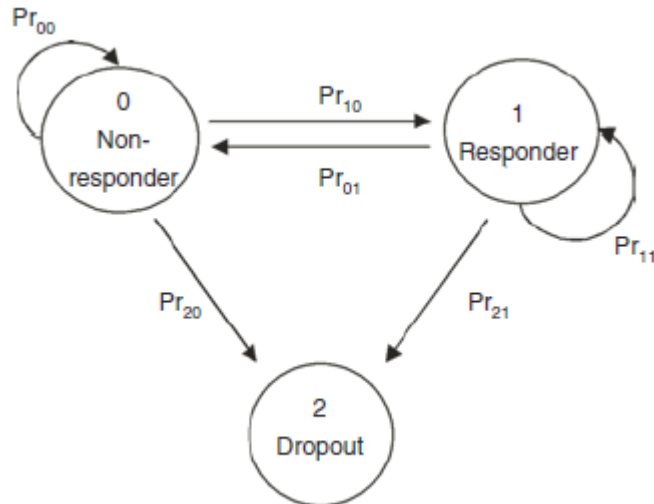 Pr00
0
Non-
responder
Pr10
Pr01
1
Responder
Pr11
Pr20
Pr21
2
Dropout